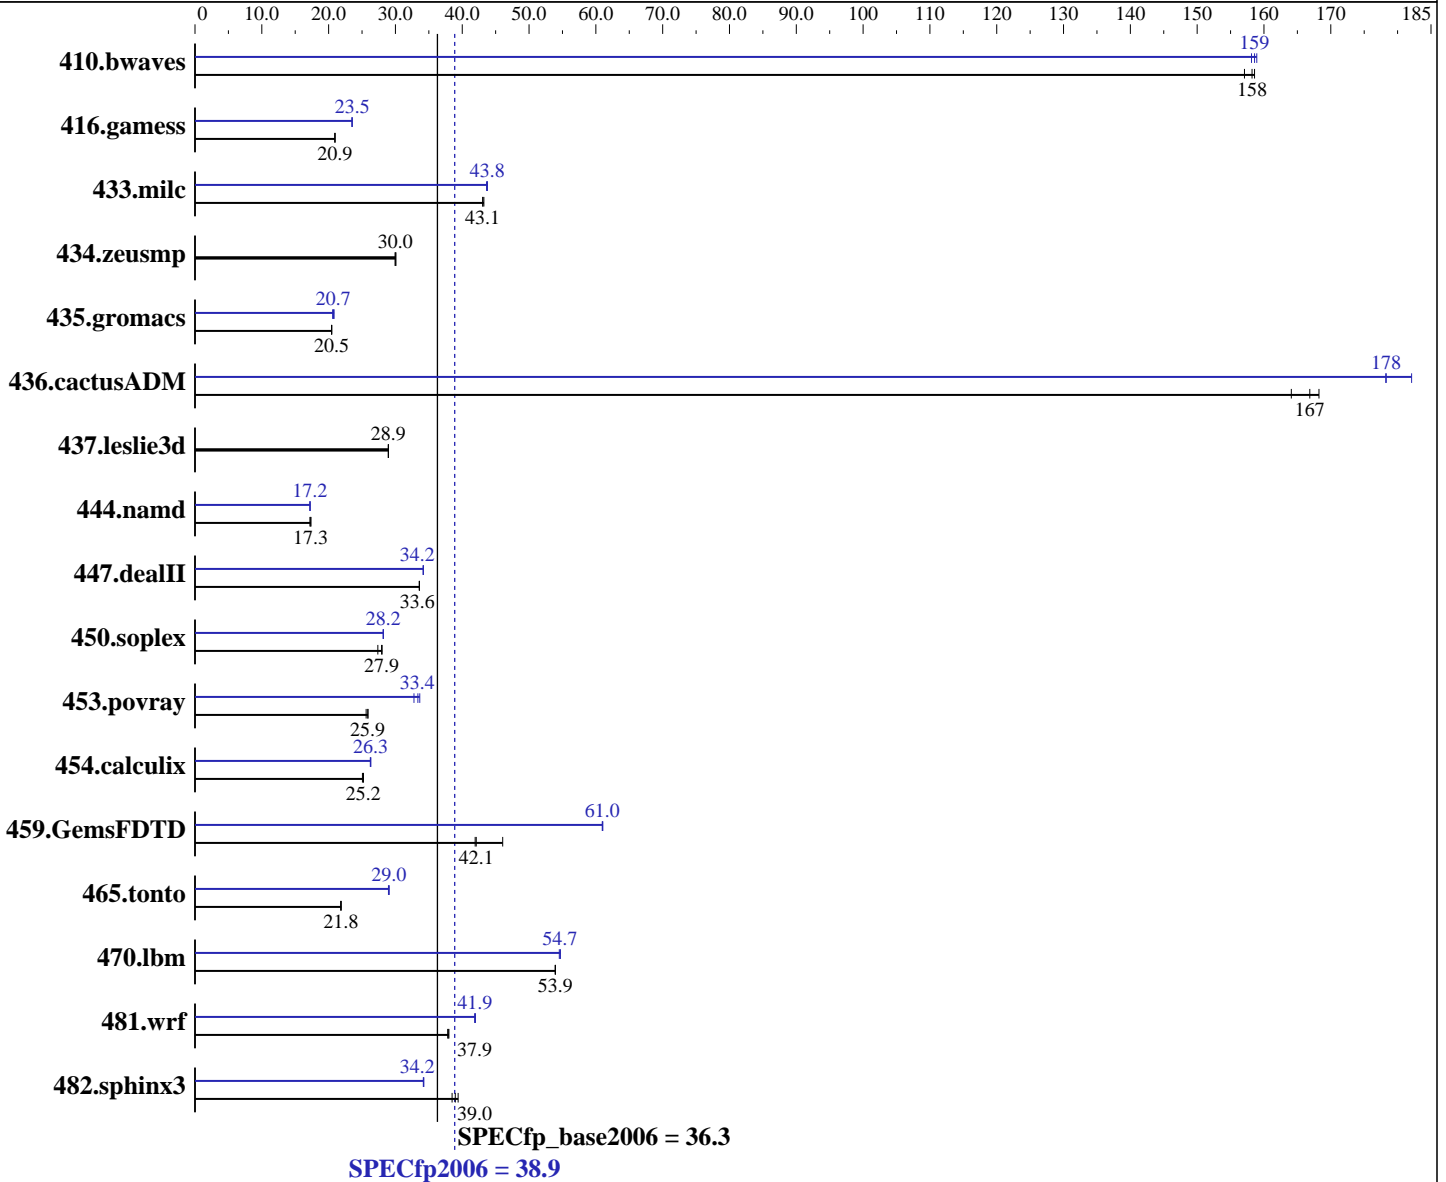 0 10.0 20.0 30.0 40.0 50.0 60.0 70.0 80.0 90.0 100 110 120 130 140 150 160 170 185
159
410.bwaves
158
23.5
416.gamess
20.9
43.8
433.milc
43.1
30.0
434.zeusmp
20.7
435.gromacs
20.5
178
436.cactusADM
167
28.9
437.leslie3d
17.2
444.namd
17.3
34.2
447.dealII
33.6
28.2
450.soplex
27.9
33.4
453.povray
25.9
26.3
454.calculix
25.2
61.0
459.GemsFDTD
42.1
29.0
465.tonto
21.8
54.7
470.lbm
53.9
41.9
481.wrf
37.9
34.2
482.sphinx3
39.0
SPECfp_base2006 = 36.3
SPECfp2006 = 38.9